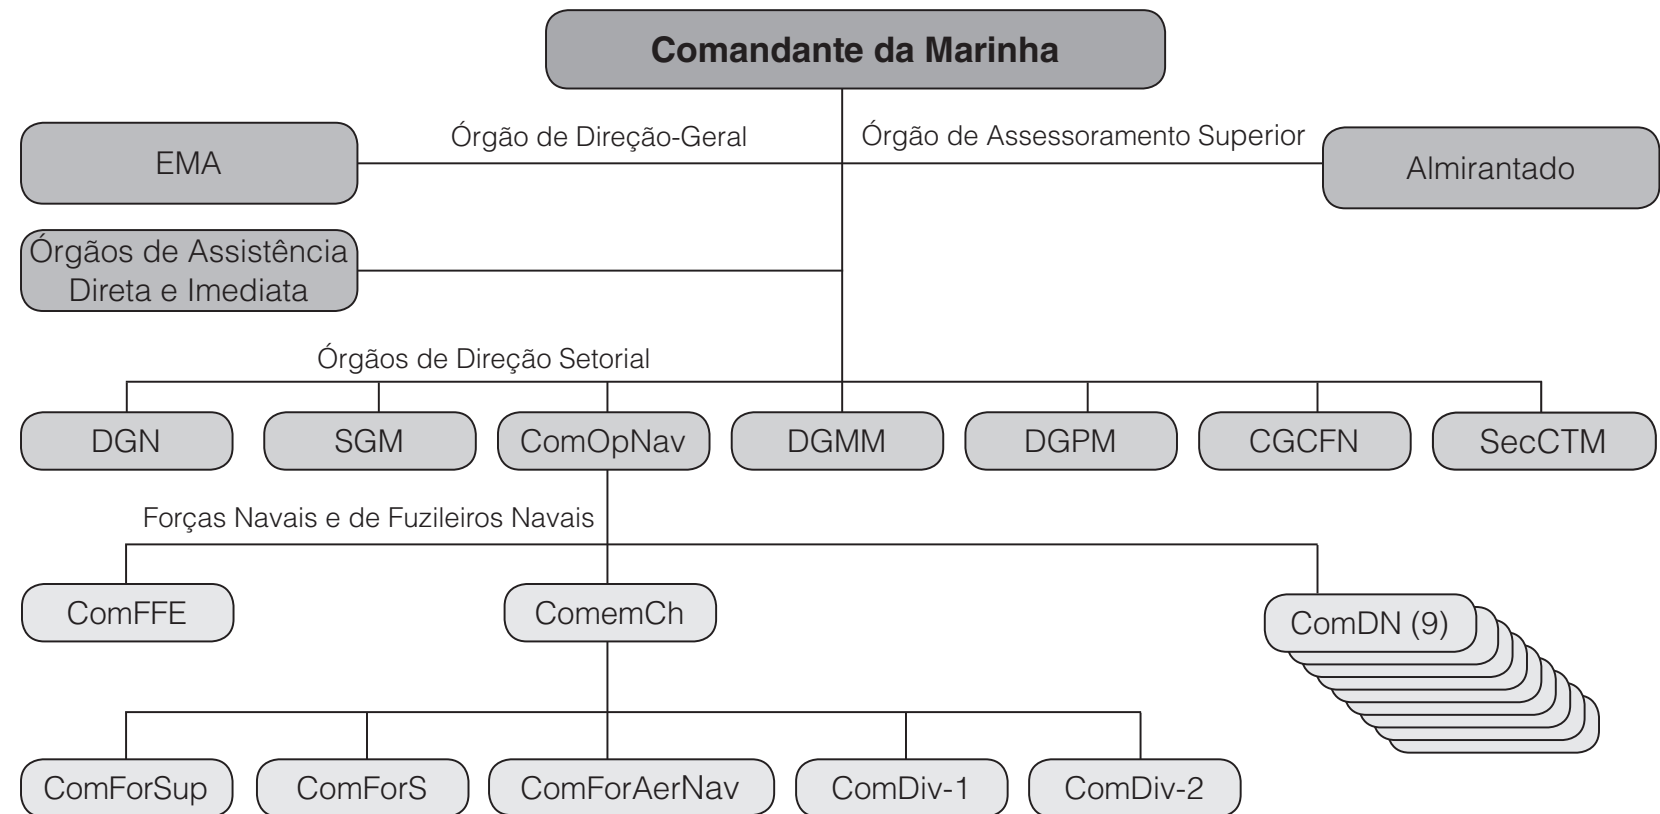 Comandante da Marinha
Órgão de Direção-Geral
Órgão de Assessoramento Superior
EMA
Almirantado
Órgãos de Assistência
Direta e Imediata
Órgãos de Direção Setorial
DGN
SGM
ComOpNav
DGMM
DGPM
CGCFN
SecCTM
Forças Navais e de Fuzileiros Navais
ComFFE
ComemCh
ComDN (9)
ComForSup
ComForS
ComForAerNav
ComDiv-1
ComDiv-2